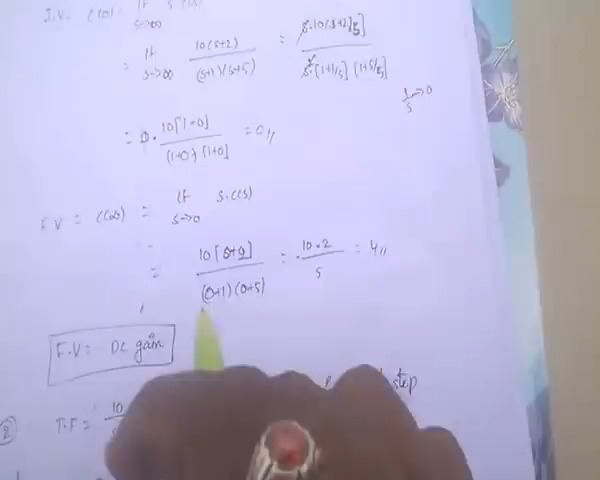 I.V. = C(0) = lt s.C(s)
s→∞
= lt 10(s+2) / (s+1)(s+5) = s.10[1+2/s] / s².[1+1/s][1+5/s]
s→∞
1/s→0
= 0. 10[1+0] / (1+0)[1+0] = 0,,
F.V = C(∞) = lt s.C(s)
s→0
= 10[0+2] / (0+1)(0+5) = 10.2 / 5 = 4,,
F.V = DC gain
step
② T.F = 10